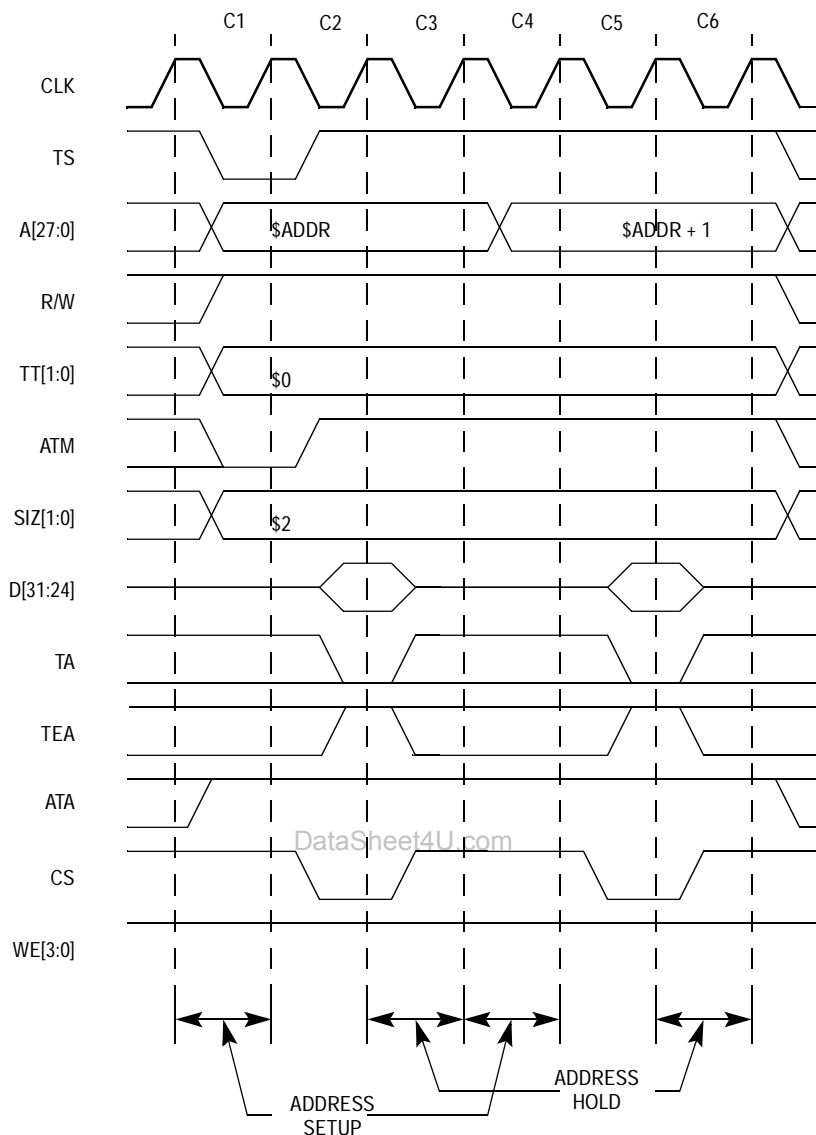 C1 C2 C3 C4 C5 C6
CLK
TS
A[27:0] $ADDR $ADDR + 1
R/W
TT[1:0] $0
ATM
SIZ[1:0] $2
D[31:24]
TA
TEA
ATA
DataSheet4U.com
CS
WE[3:0]
ADDRESS
HOLD
ADDRESS
SETUP